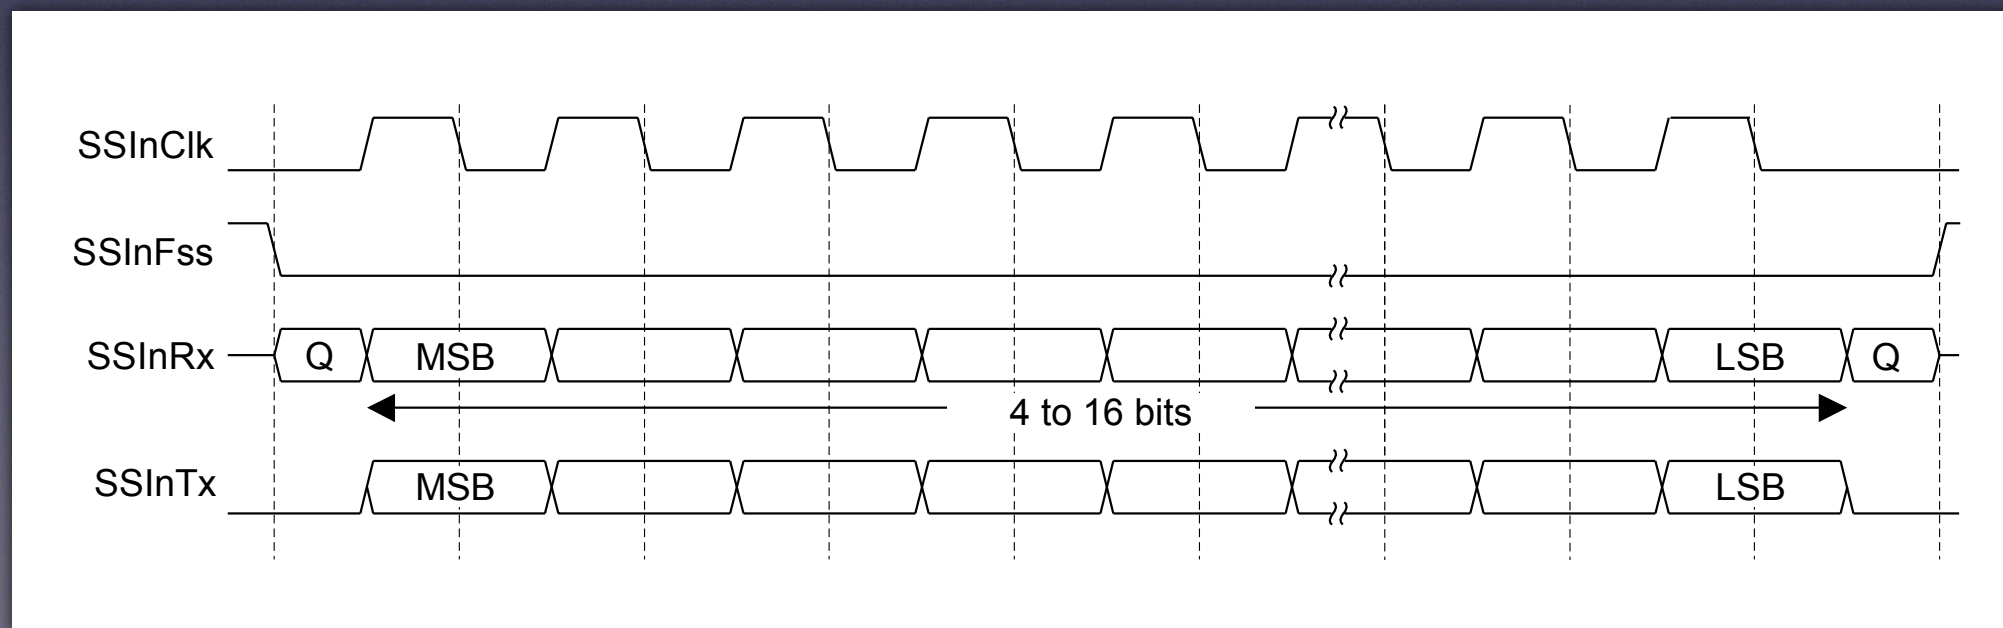 SSInClk
SSInFss
SSInRx Q MSB LSB Q
4 to 16 bits
SSInTx MSB LSB